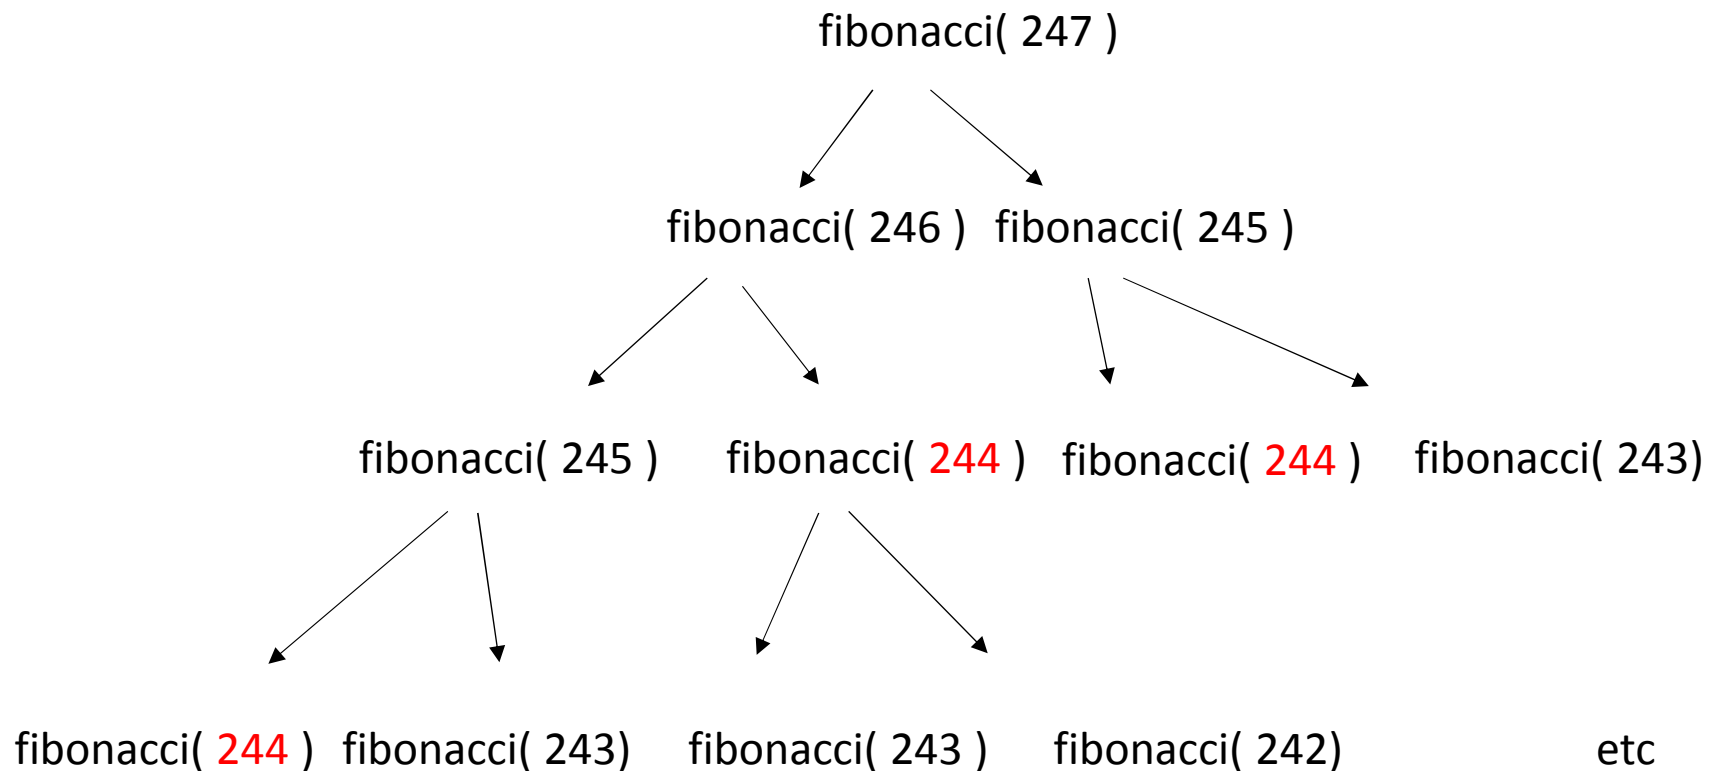 fibonacci( 247 )
fibonacci( 246 ) fibonacci( 245 )
fibonacci( 245 ) fibonacci( 244 ) fibonacci( 244 ) fibonacci( 243)
fibonacci( 244 ) fibonacci( 243) fibonacci( 243 ) fibonacci( 242) etc